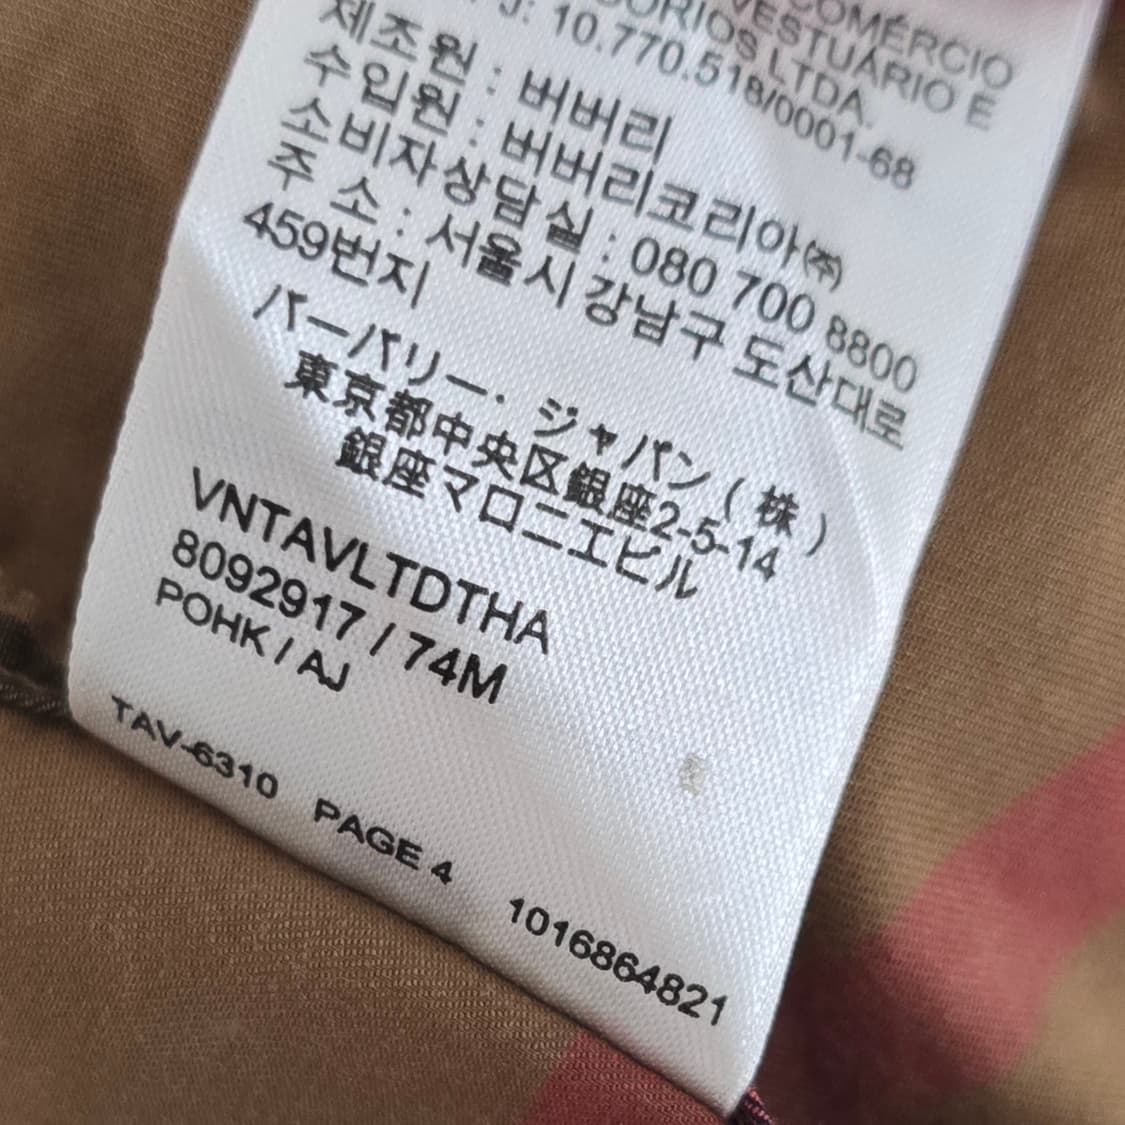 COMÉRCIO
VESTUÁRIO E
SÓRIOS LTDA.
J: 10.770.518/0001-68
제조원 : 버버리
수입원 : 버버리코리아㈜
소비자상담실 : 080 700 8800
주 소 : 서울시 강남구 도산대로
459번지
バーバリー・ジャパン(株)
東京都中央区銀座2-5-14
銀座マロニエビル
VNTAVLTDTHA
8092917 / 74M
POHK / AJ
TAV-6310 PAGE 4 1016864821